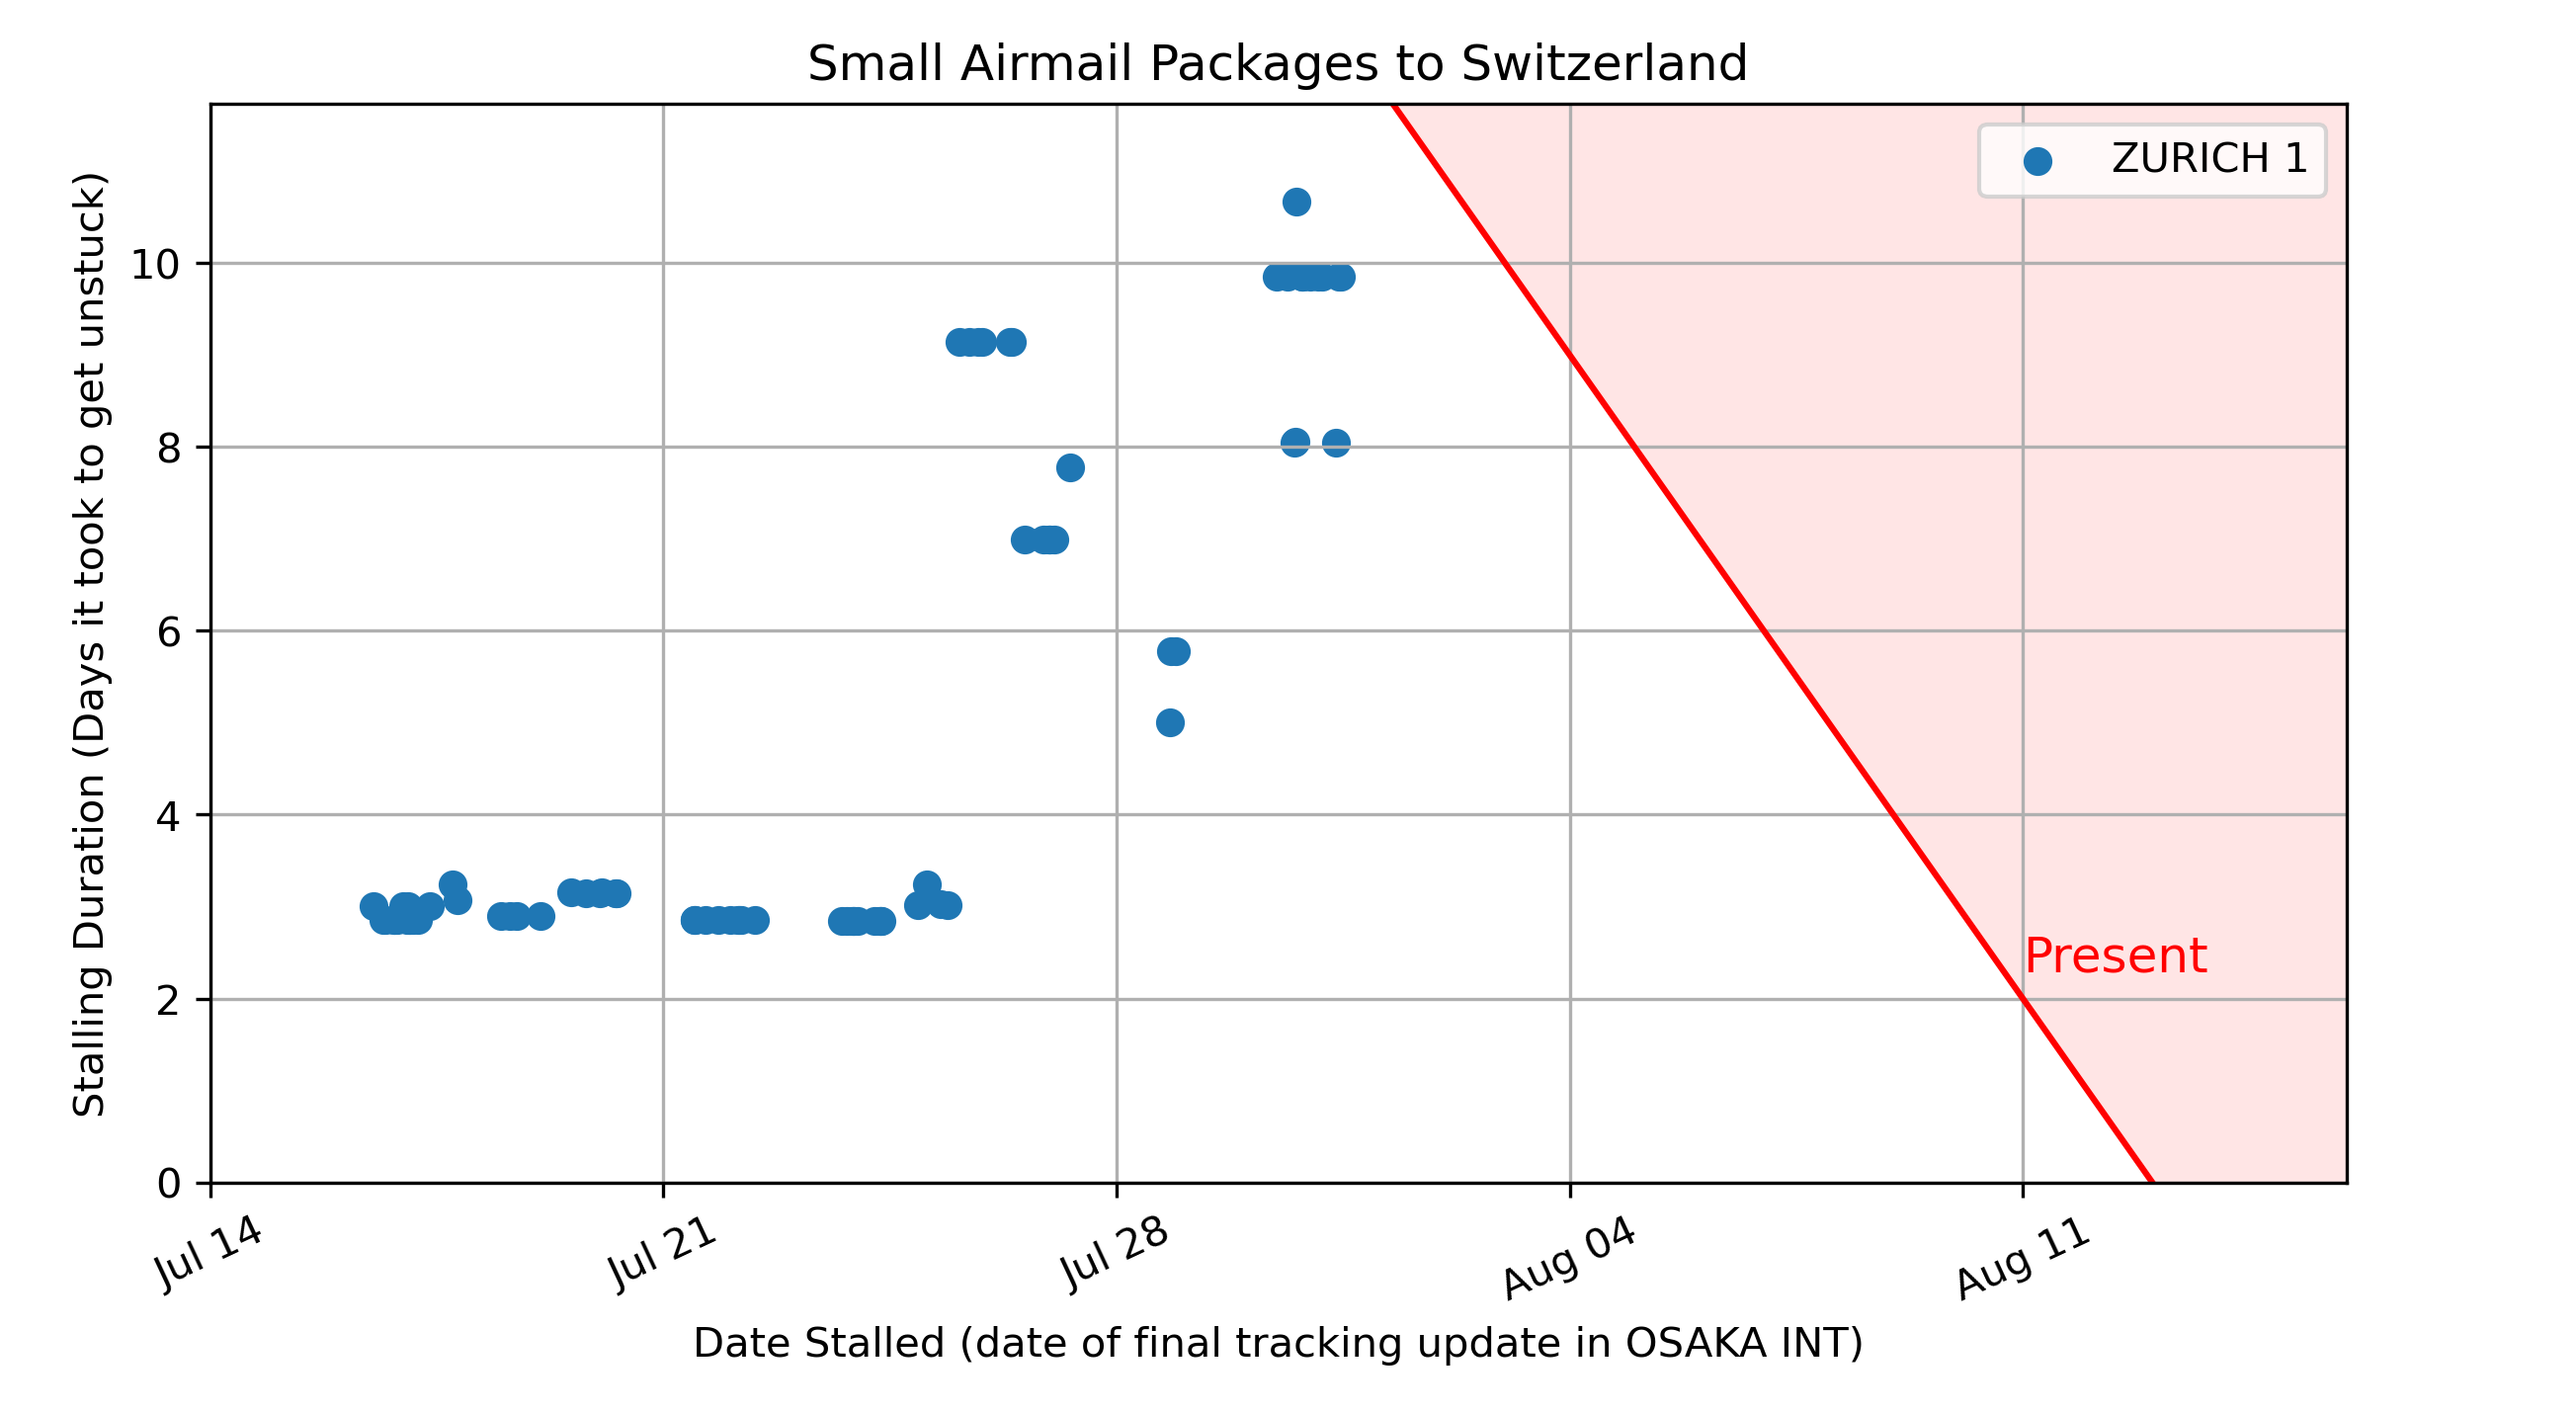 Small Airmail Packages to Switzerland
ZURICH 1
Stalling Duration (Days it took to get unstuck)
10
8
6
4
2
0
Present
Jul 14
Jul 21
Jul 28
Aug 04
Aug 11
Date Stalled (date of final tracking update in OSAKA INT)